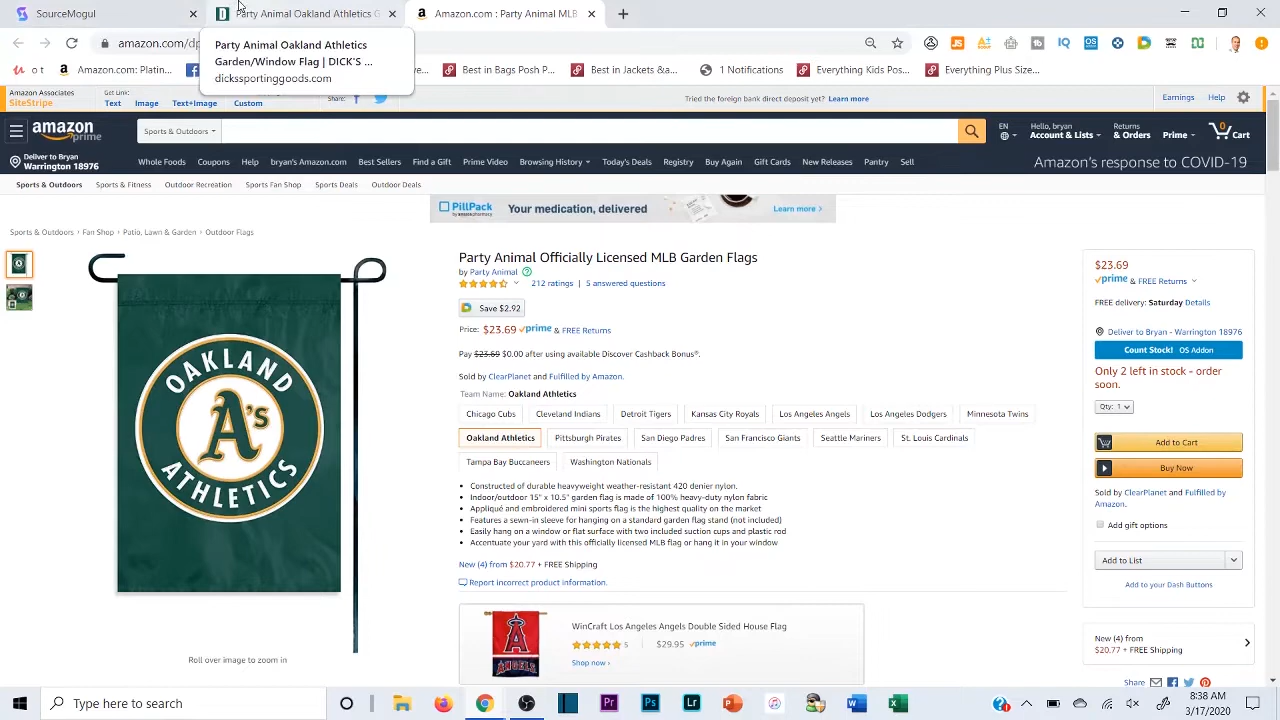 SourceMogul
Party Animal Oakland Athletics G
Amazon.com : Party Animal MLB
amazon.com/dp
Party Animal Oakland Athletics
Garden/Window Flag | DICK'S ...
dickssportinggoods.com
Amazon.com: Platin...
Best in Bags Posh P...
Best in Jackets &a...
1 Notifications
Everything Kids Pos...
Everything Plus Size...
Amazon Associates
SiteStripe
Get Link:
Text
Image
Text+Image
Custom
Share:
Tried the foreign bank direct deposit yet? Learn more
Earnings
Help
amazon
prime
Sports & Outdoors
EN
Hello, bryan
Account & Lists
Returns
& Orders
Prime
0
Cart
Deliver to Bryan
Warrington 18976
Whole Foods
Coupons
Help
bryan's Amazon.com
Best Sellers
Find a Gift
Prime Video
Browsing History
Today's Deals
Registry
Buy Again
Gift Cards
New Releases
Pantry
Sell
Amazon's response to COVID-19
Sports & Outdoors
Sports & Fitness
Outdoor Recreation
Sports Fan Shop
Sports Deals
Outdoor Deals
PillPack
by amazon pharmacy
Your medication, delivered
Learn more ›
Sports & Outdoors › Fan Shop › Patio, Lawn & Garden › Outdoor Flags
OAKLAND
A's
ATHLETICS
Roll over image to zoom in
Party Animal Officially Licensed MLB Garden Flags
by Party Animal
212 ratings | 5 answered questions
Save $2.92
Price: $23.69 prime & FREE Returns
Pay $23.69 $0.00 after using available Discover Cashback Bonus®.
Sold by ClearPlanet and Fulfilled by Amazon.
Team Name: Oakland Athletics
Chicago Cubs
Cleveland Indians
Detroit Tigers
Kansas City Royals
Los Angeles Angels
Los Angeles Dodgers
Minnesota Twins
Oakland Athletics
Pittsburgh Pirates
San Diego Padres
San Francisco Giants
Seattle Mariners
St. Louis Cardinals
Tampa Bay Buccaneers
Washington Nationals
• Constructed of durable heavyweight weather-resistant 420 denier nylon.
• Indoor/outdoor 15" x 10.5" garden flag is made of 100% heavy-duty nylon fabric
• Appliqué and embroidered mini sports flag is the highest quality on the market
• Features a sewn-in sleeve for hanging on a standard garden flag stand (not included)
• Easily hang on a window or flat surface with two included suction cups and plastic rod
• Accentuate your yard with this officially licensed MLB flag or hang it in your window
New (4) from $20.77 + FREE Shipping
Report incorrect product information.
ANGELS
WinCraft Los Angeles Angels Double Sided House Flag
5
$29.95 prime
Shop now ›
$23.69
prime & FREE Returns
FREE delivery: Saturday Details
Deliver to Bryan - Warrington 18976
Count Stock! OS Addon
Only 2 left in stock - order
soon.
Qty: 1
Add to Cart
Buy Now
Sold by ClearPlanet and Fulfilled by
Amazon.
Add gift options
Add to List
Add to your Dash Buttons
New (4) from
$20.77 + FREE Shipping
Share
Type here to search
Pr
Ps
Lr
8:38 AM
3/17/2020